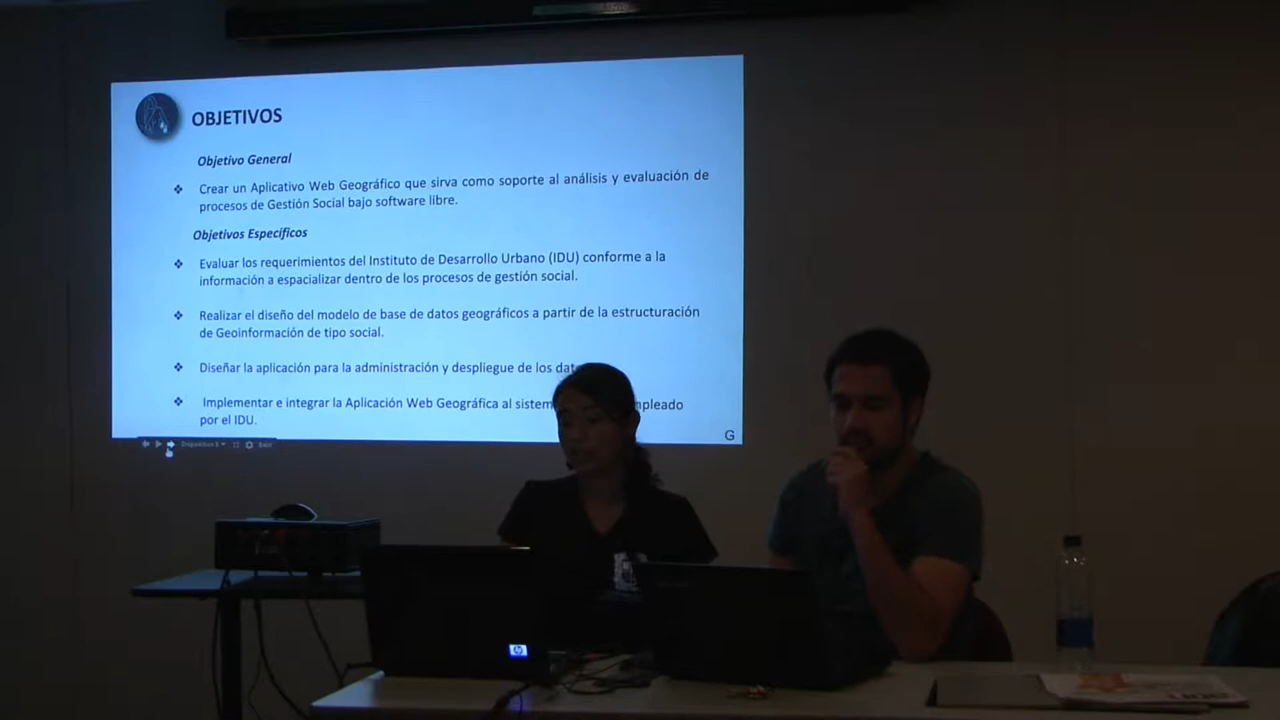 OBJETIVOS
Objetivo General
❖ Crear un Aplicativo Web Geográfico que sirva como soporte al análisis y evaluación de
procesos de Gestión Social bajo software libre.
Objetivos Específicos
❖ Evaluar los requerimientos del Instituto de Desarrollo Urbano (IDU) conforme a la
información a espacializar dentro de los procesos de gestión social.
❖ Realizar el diseño del modelo de base de datos geográficos a partir de la estructuración
de Geoinformación de tipo social.
❖ Diseñar la aplicación para la administración y despliegue de los
❖ Implementar e integrar la Aplicación Web Geográfica al
por el IDU.
G
hp